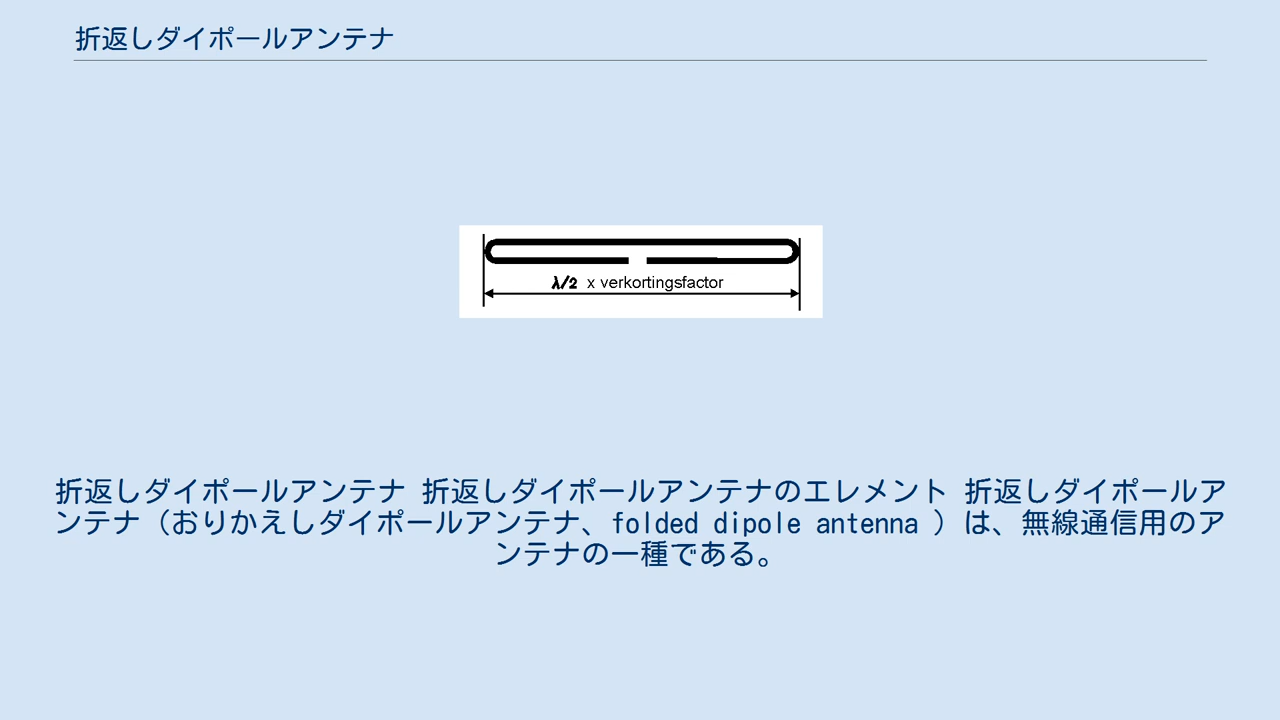 折返しダイポールアンテナ
λ/2 x verkortingsfactor
折返しダイポールアンテナ 折返しダイポールアンテナのエレメント 折返しダイポールア
ンテナ（おりかえしダイポールアンテナ、folded dipole antenna ）は、無線通信用のア
ンテナの一種である。